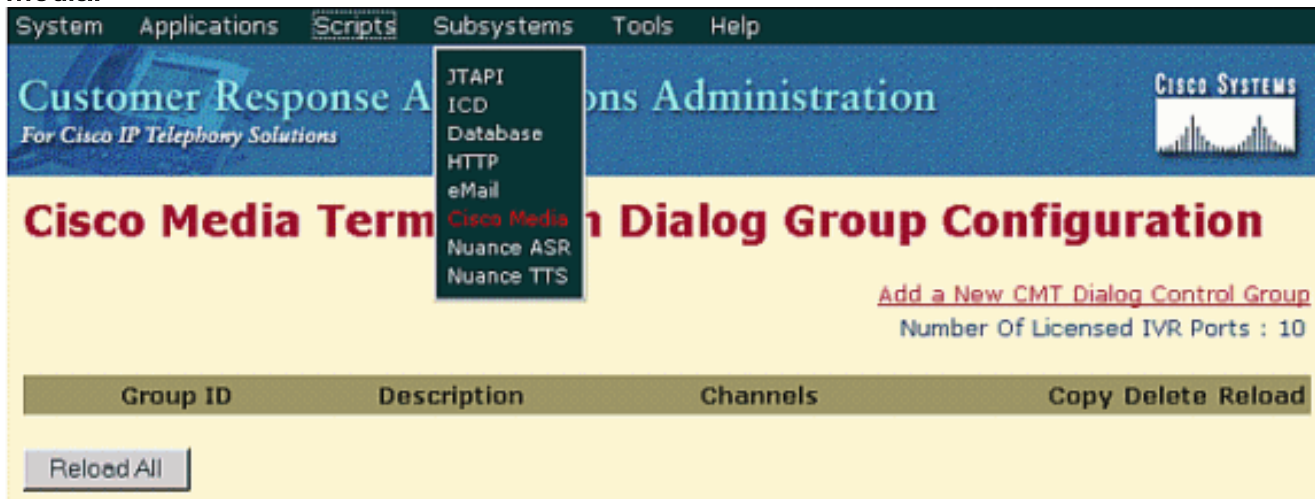 System Applications Scripts Subsystems Tools Help
JTAPI
ICD
Database
HTTP
eMail
Cisco Media
Nuance ASR
Nuance TTS
Customer Resp ons Administration
For Cisco IP Telephony Solutions
CISCO SYSTEMS
Cisco Media Term Dialog Group Configuration
Add a New CMT Dialog Control Group
Number Of Licensed IVR Ports : 10
Group ID Description Channels Copy Delete Reload
Reload All